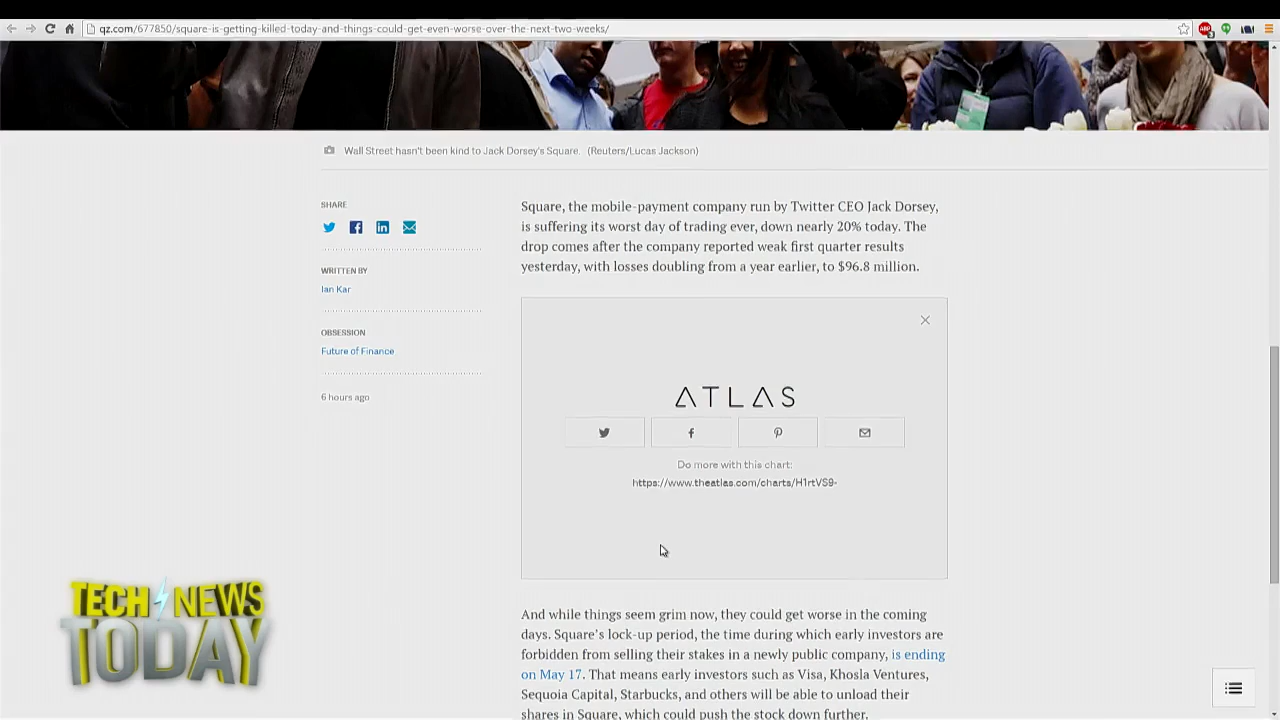 qz.com/677850/square-is-getting-killed-today-and-things-could-get-even-worse-over-the-next-two-weeks/
Wall Street hasn't been kind to Jack Dorsey's Square. (Reuters/Lucas Jackson)
SHARE
WRITTEN BY
Ian Kar
OBSESSION
Future of Finance
6 hours ago
Square, the mobile-payment company run by Twitter CEO Jack Dorsey,
is suffering its worst day of trading ever, down nearly 20% today. The
drop comes after the company reported weak first quarter results
yesterday, with losses doubling from a year earlier, to $96.8 million.
ATLAS
Do more with this chart:
https://www.theatlas.com/charts/H1rtVS9-
And while things seem grim now, they could get worse in the coming
days. Square's lock-up period, the time during which early investors are
forbidden from selling their stakes in a newly public company, is ending
on May 17. That means early investors such as Visa, Khosla Ventures,
Sequoia Capital, Starbucks, and others will be able to unload their
shares in Square, which could push the stock down further.
TECH NEWS
TODAY